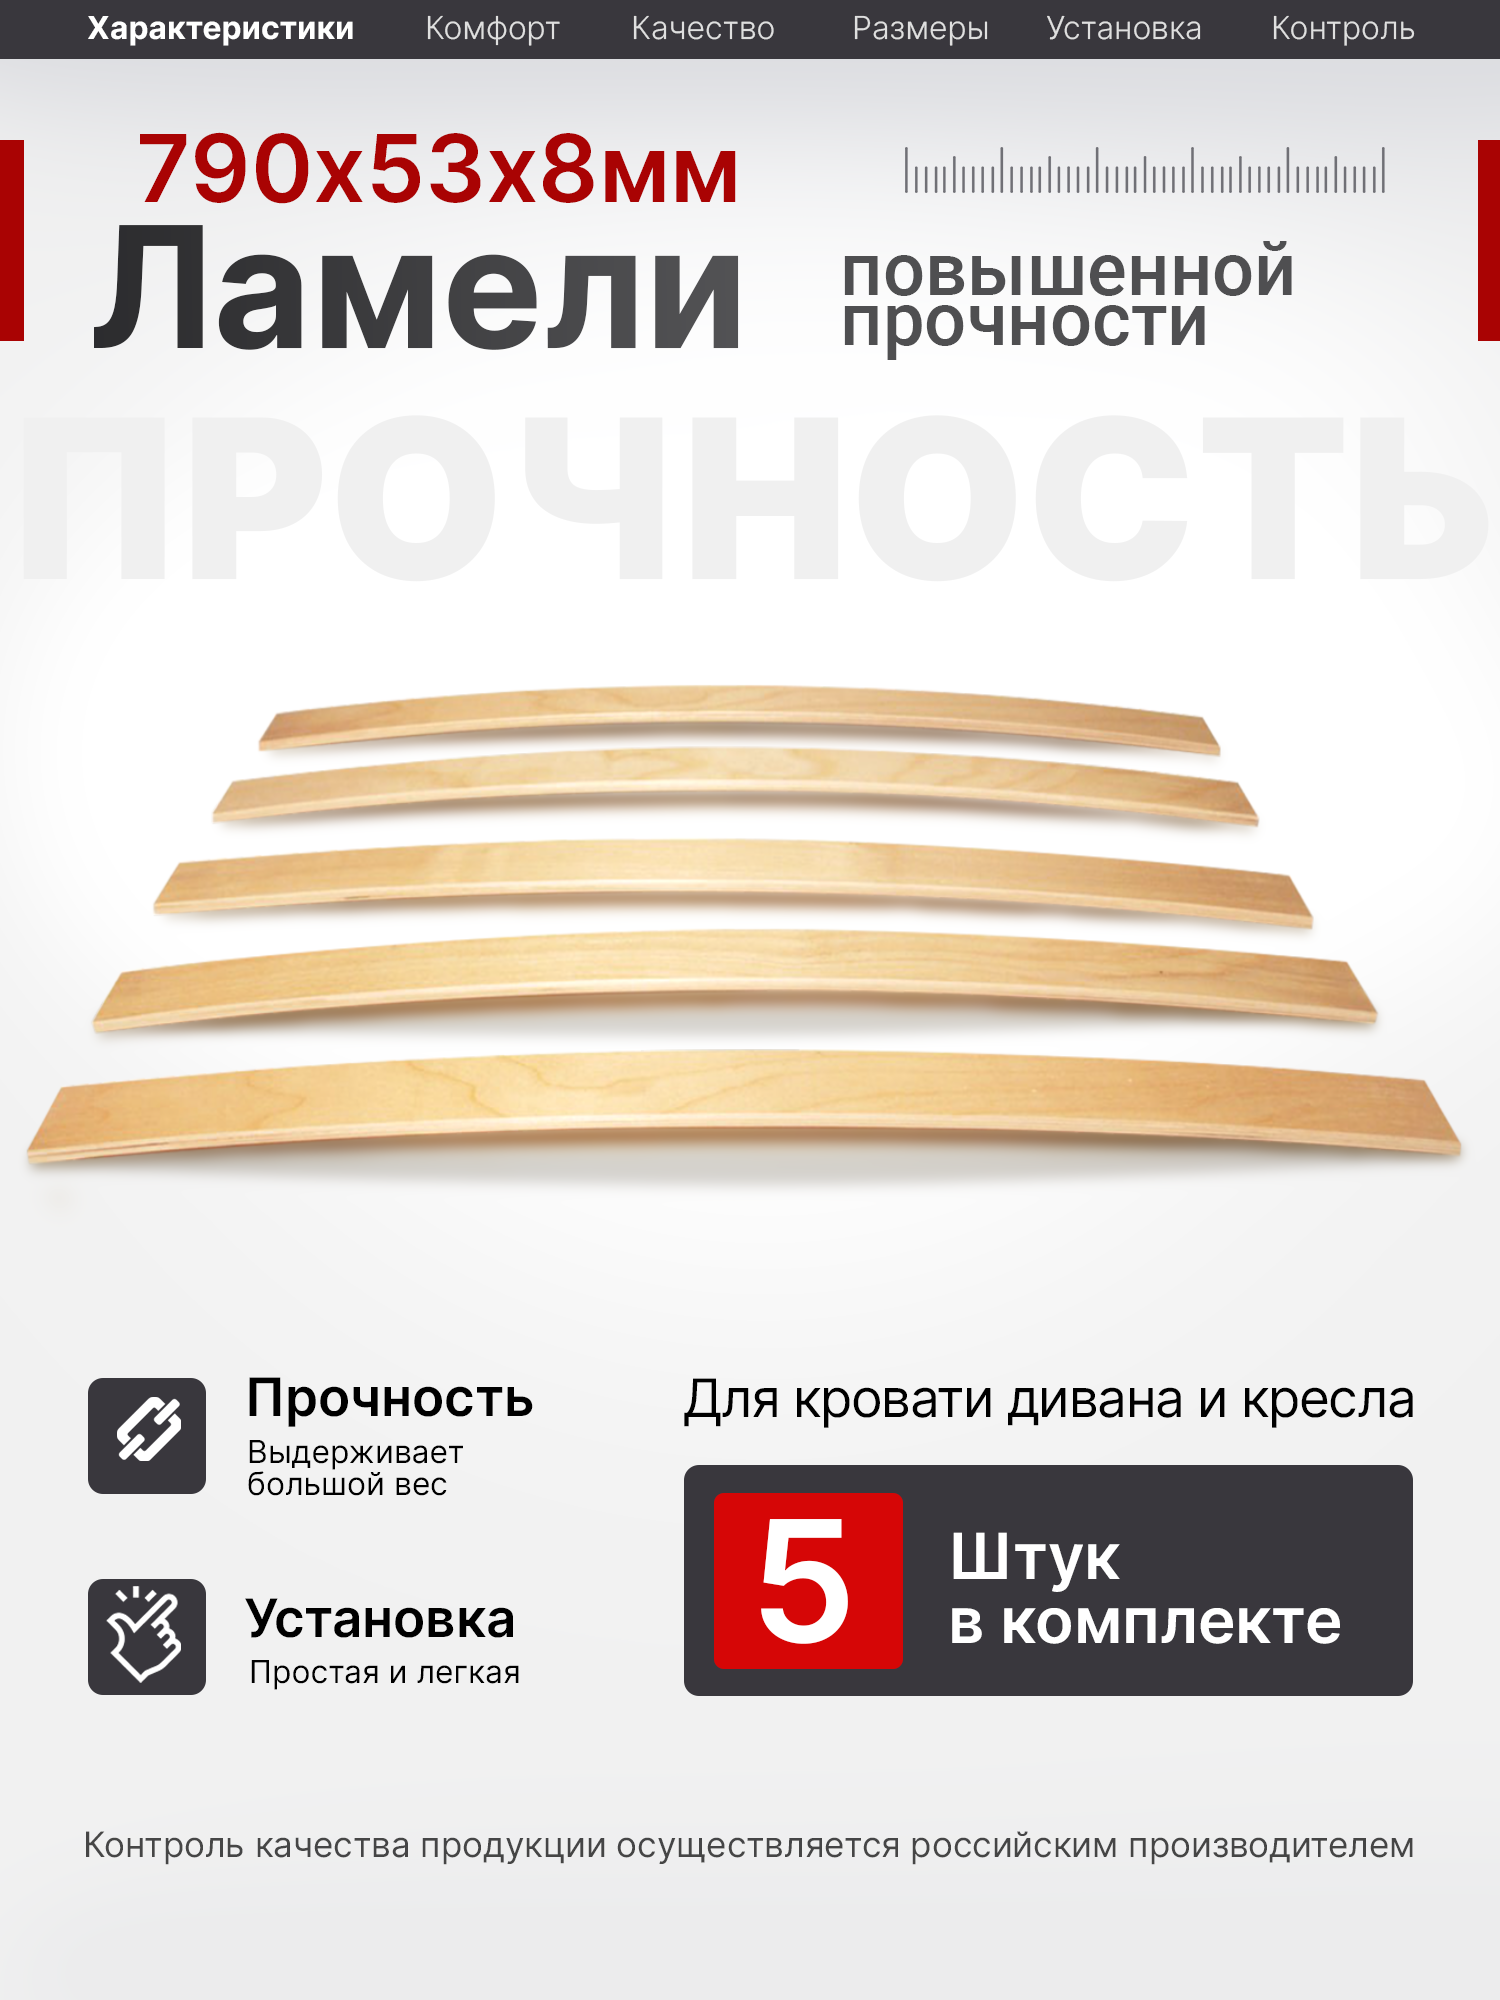 Характеристики Комфорт Качество Размеры Установка Контроль
790х53х8мм
Ламели
повышенной
прочности
ПРОЧНОСТЬ
Прочность
Выдерживает
большой вес
Установка
Простая и легкая
Для кровати дивана и кресла
5
Штук
в комплекте
Контроль качества продукции осуществляется российским производителем